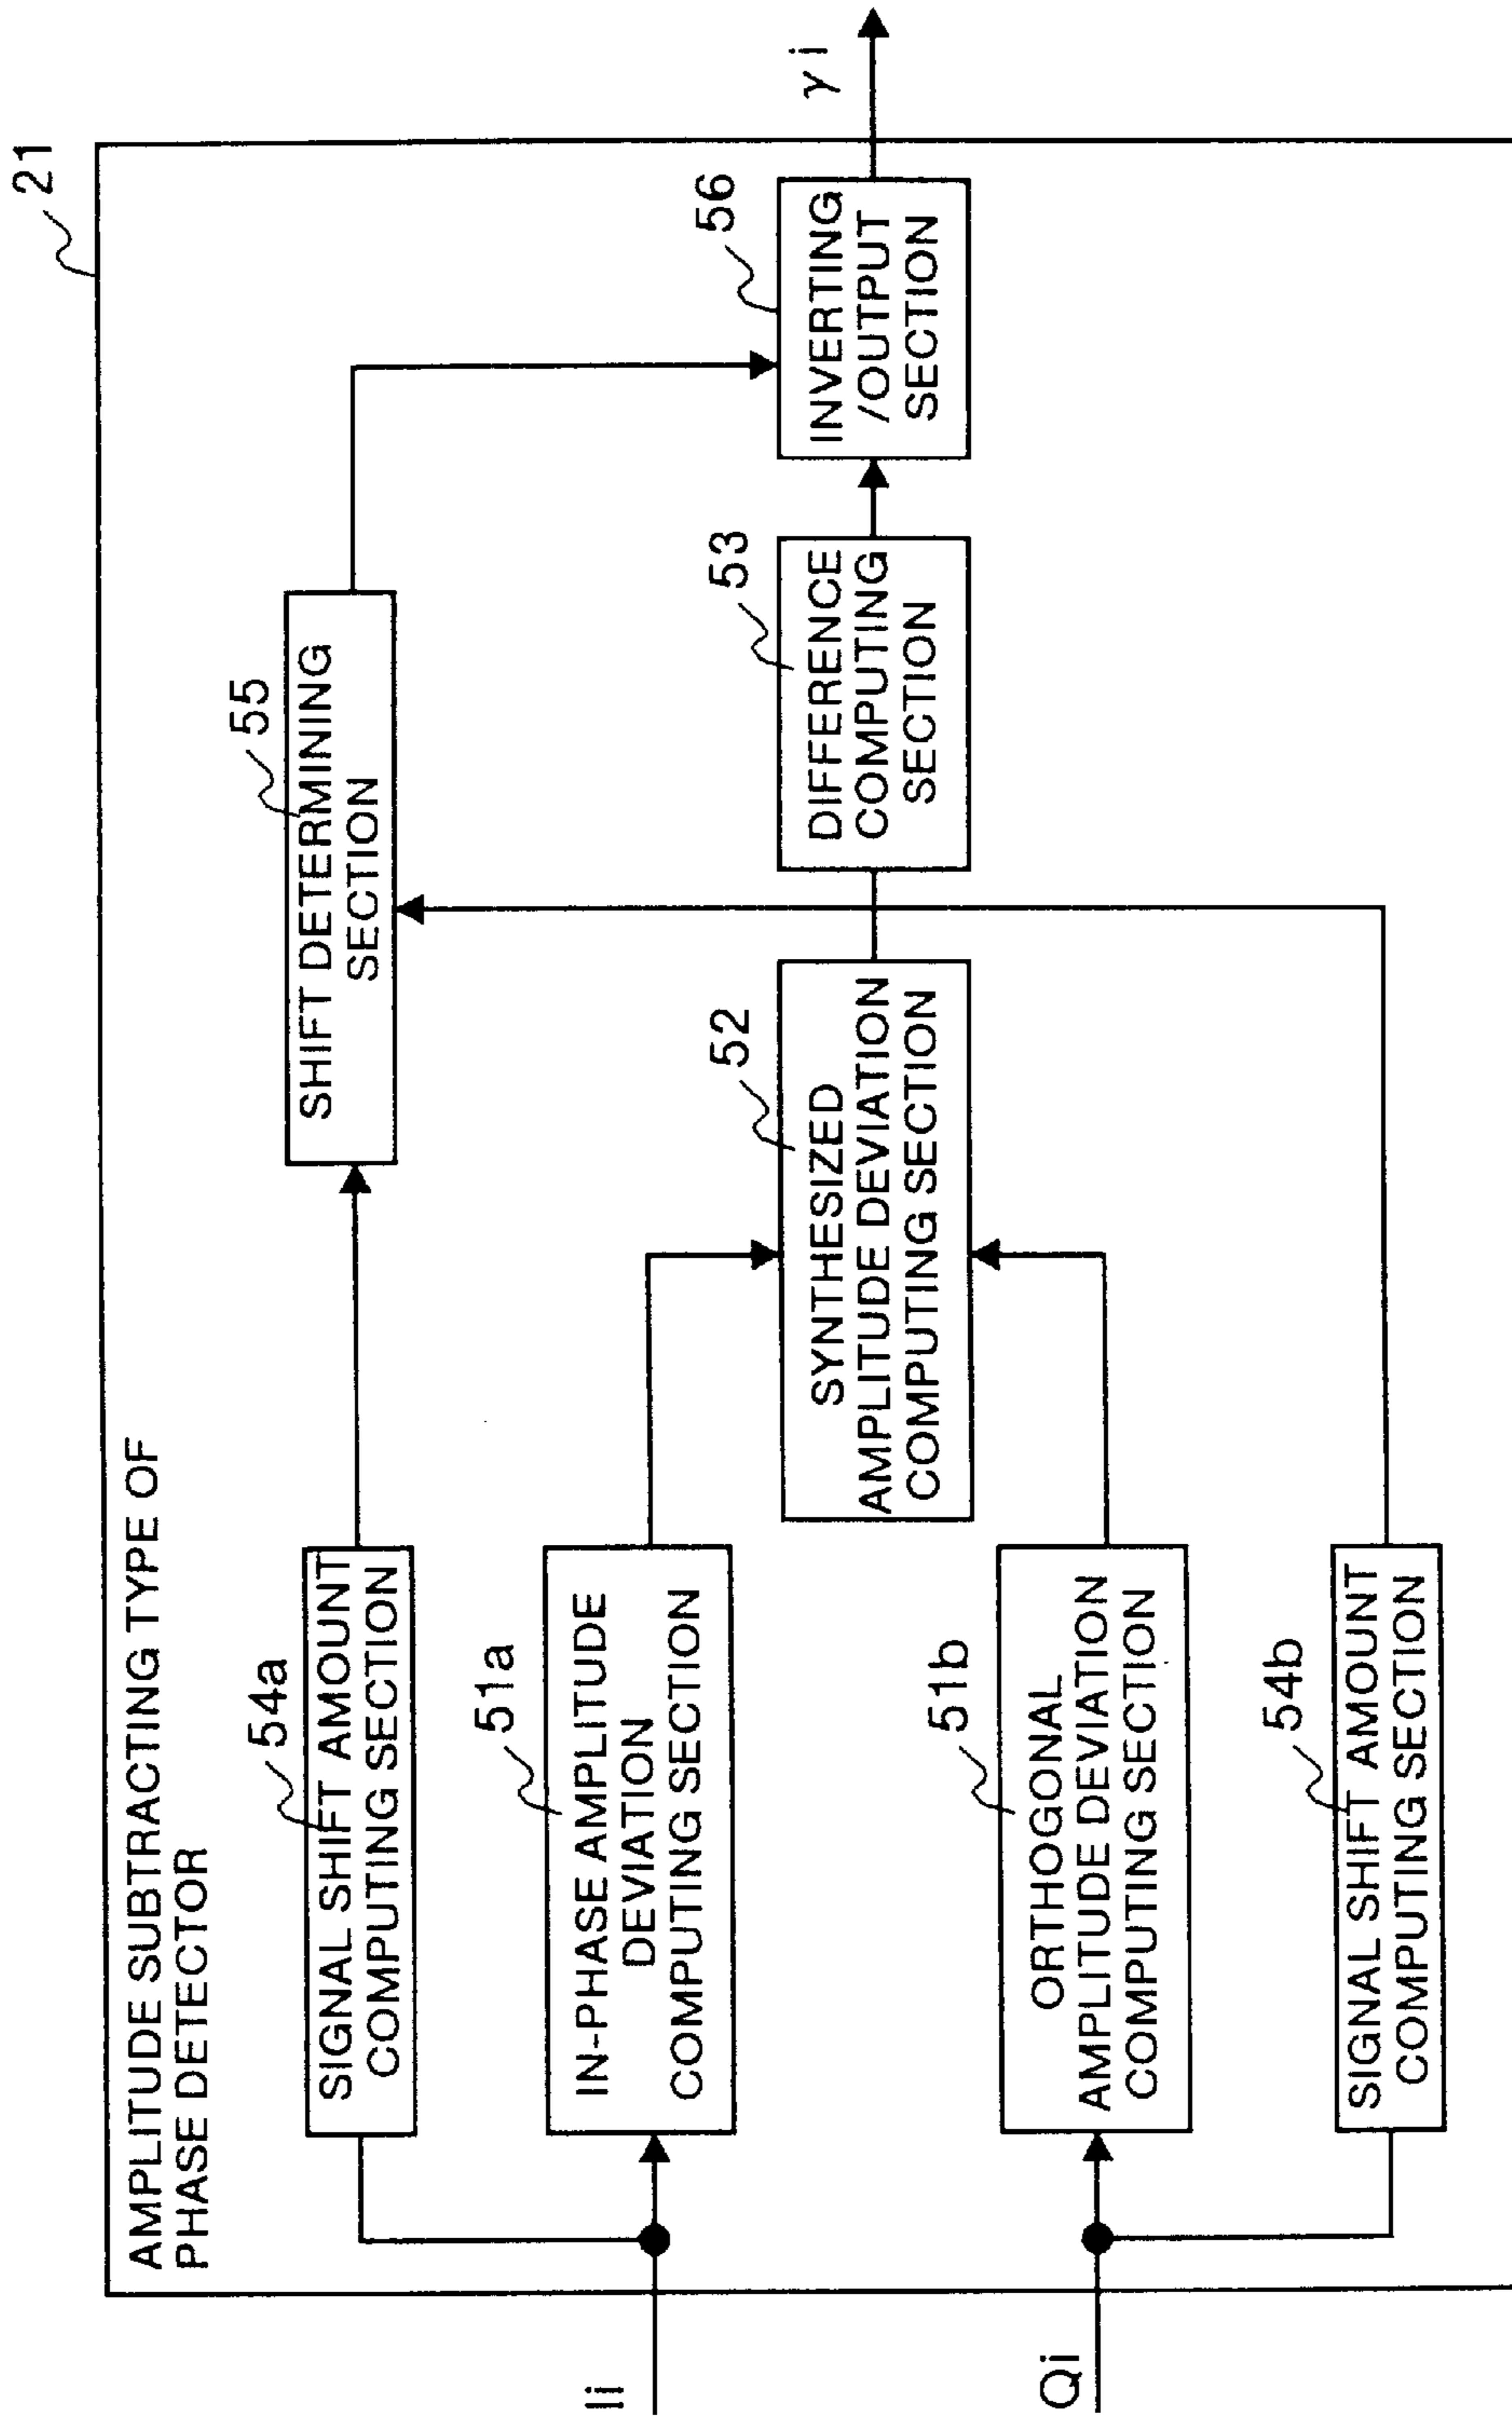 21
AMPLITUDE SUBTRACTING TYPE OF
PHASE DETECTOR
54a
SIGNAL SHIFT AMOUNT
COMPUTING SECTION
55
SHIFT DETERMINING
SECTION
51a
IN-PHASE AMPLITUDE
DEVIATION
COMPUTING SECTION
Ii
52
SYNTHESIZED
AMPLITUDE DEVIATION
COMPUTING SECTION
53
DIFFERENCE
COMPUTING
SECTION
56
INVERTING
/OUTPUT
SECTION
γi
51b
ORTHOGONAL
AMPLITUDE DEVIATION
COMPUTING SECTION
Qi
54b
SIGNAL SHIFT AMOUNT
COMPUTING SECTION